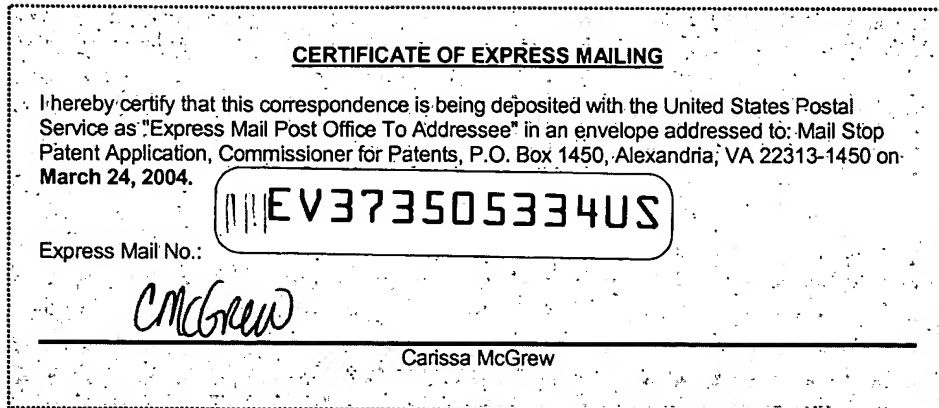 CERTIFICATE OF EXPRESS MAILING
I hereby certify that this correspondence is being deposited with the United States Postal
Service as "Express Mail Post Office To Addressee" in an envelope addressed to: Mail Stop
Patent Application, Commissioner for Patents, P.O. Box 1450, Alexandria, VA 22313-1450 on
March 24, 2004.
EV373505334US
Express Mail No.:
CMcGrew
Carissa McGrew